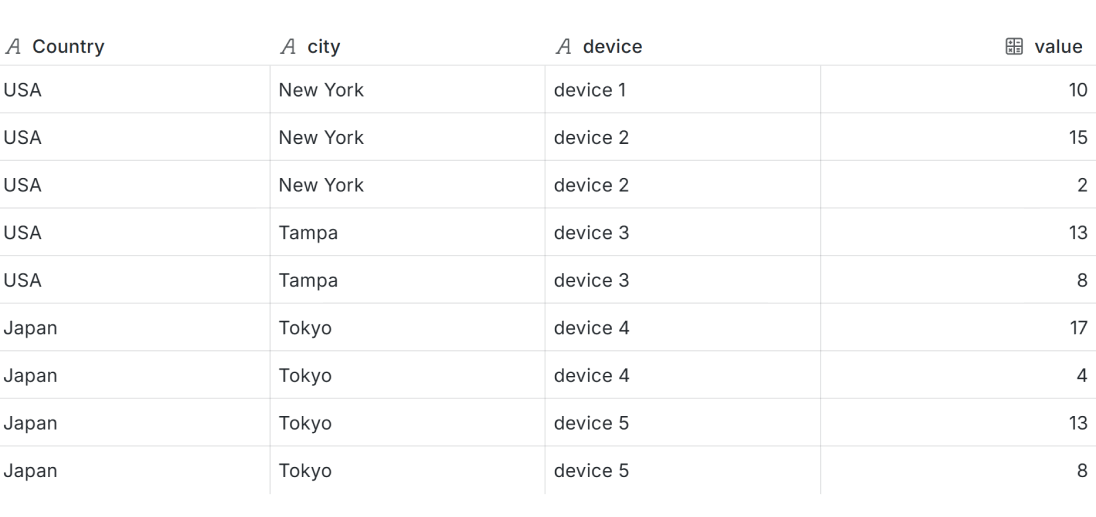 Country city device value
USA New York device 1 10
USA New York device 2 15
USA New York device 2 2
USA Tampa device 3 13
USA Tampa device 3 8
Japan Tokyo device 4 17
Japan Tokyo device 4 4
Japan Tokyo device 5 13
Japan Tokyo device 5 8